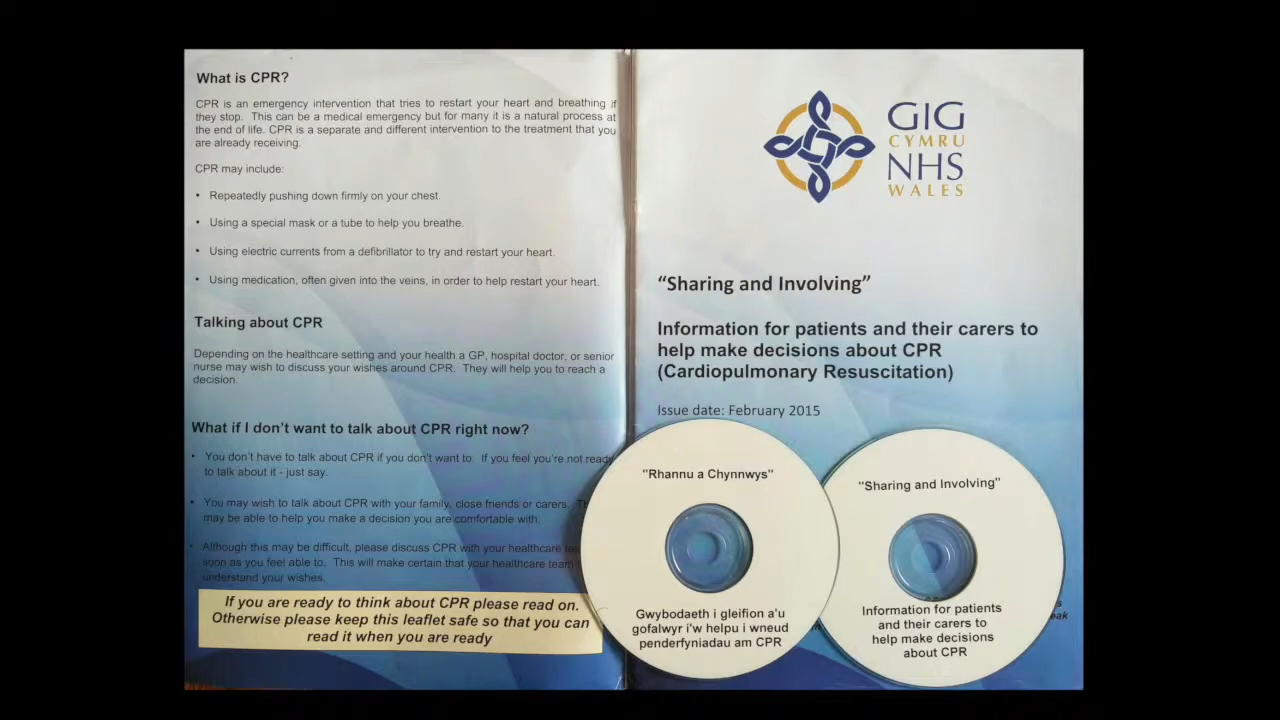 What is CPR?
CPR is an emergency intervention that tries to restart your heart and breathing if
they stop. This can be a medical emergency but for many it is a natural process at
the end of life. CPR is a separate and different intervention to the treatment that you
are already receiving.
CPR may include:
• Repeatedly pushing down firmly on your chest.
• Using a special mask or a tube to help you breathe.
• Using electric currents from a defibrillator to try and restart your heart.
• Using medication, often given into the veins, in order to help restart your heart.
Talking about CPR
Depending on the healthcare setting and your health a GP, hospital doctor, or senior
nurse may wish to discuss your wishes around CPR. They will help you to reach a
decision.
What if I don't want to talk about CPR right now?
• You don't have to talk about CPR if you don't want to. If you feel you're not ready
to talk about it - just say.
• You may wish to talk about CPR with your family, close friends or carers.
may be able to help you make a decision you are comfortable with.
• Although this may be difficult, please discuss CPR with your healthcare
soon as you feel able to. This will make certain that your healthcare team
understand your wishes.
If you are ready to think about CPR please read on.
Otherwise please keep this leaflet safe so that you can
read it when you are ready
GIG
CYMRU
NHS
WALES
“Sharing and Involving”
Information for patients and their carers to
help make decisions about CPR
(Cardiopulmonary Resuscitation)
Issue date: February 2015
"Rhannu a Chynnwys"
Gwybodaeth i gleifion a'u
gofalwyr i'w helpu i wneud
penderfyniadau am CPR
"Sharing and Involving"
Information for patients
and their carers to
help make decisions
about CPR